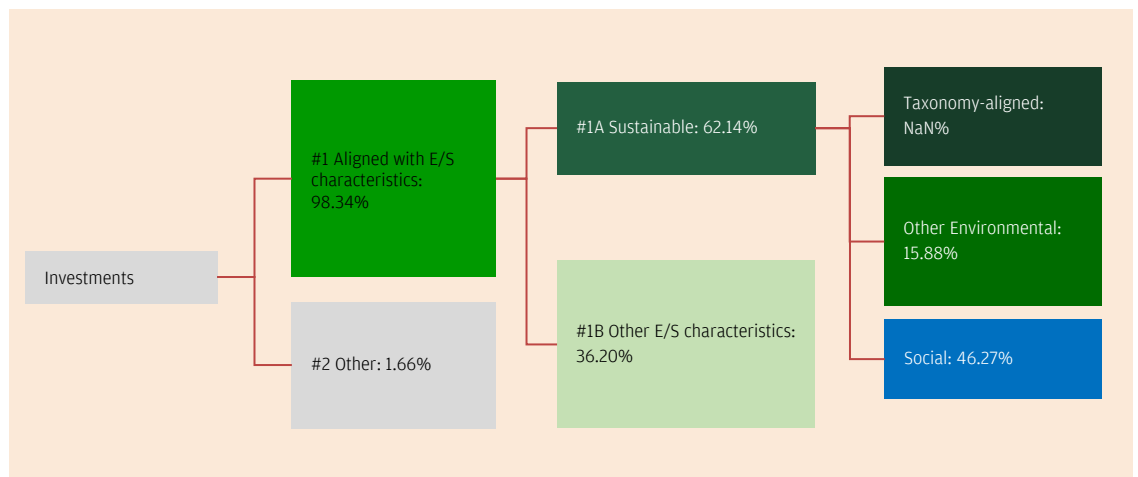 Investments
#1 Aligned with E/S
characteristics:
98.34%
#2 Other: 1.66%
#1A Sustainable: 62.14%
#1B Other E/S characteristics:
36.20%
Taxonomy-aligned:
NaN%
Other Environmental:
15.88%
Social: 46.27%